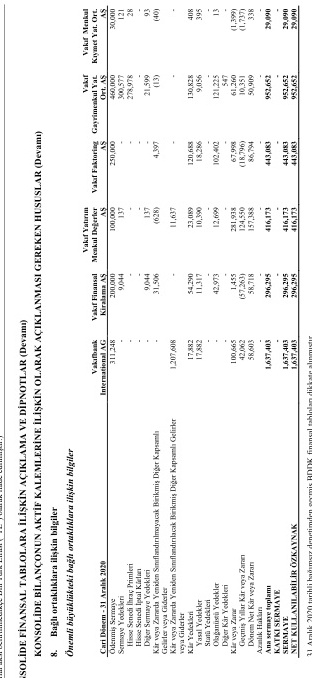 31 Aralık 2020 tarihli bağımsız denetimden geçmiş BDDK finansal tabloları dikkate alınmıştır.
KONSOLİDE FİNANSAL TABLOLARA İLİŞKİN AÇIKLAMA VE DİPNOTLAR (Devamı)
KONSOLİDE BİLANÇONUN AKTİF KALEMLERİNE İLİŞKİN OLARAK AÇIKLANMASI GEREKEN HUSUSLAR (Devamı)
8. Bağlı ortaklıklara ilişkin bilgiler
Önemli büyüklükteki bağlı ortaklıklara ilişkin bilgiler
Cari Dönem - 31 Aralık 2020 Vakıfbank International AG Vakıf Finansal Kiralama AŞ Vakıf Yatırım Menkul Değerler AŞ Vakıf Faktoring AŞ Vakıf Gayrimenkul Yat. Ort. AŞ Vakıf Menkul Kıymet Yat. Ort. AŞ
Ödenmiş Sermaye 311,248 200,000 100,000 250,000 460,000 30,000
Sermaye Yedekleri - 9,044 137 - 300,577 121
Hisse Senedi İhraç Primleri - - - - 278,978 28
Hisse Senedi İptal Kârları - - - - - -
Diğer Sermaye Yedekleri - 9,044 137 - 21,599 93
Kâr veya Zararda Yeniden Sınıflandırılmayacak Birikmiş Diğer Kapsamlı
Gelirler veya Giderler - 31,506 (628) 4,397 (13) (40)
Kâr veya Zararda Yeniden Sınıflandırılacak Birikmiş Diğer Kapsamlı Gelirler
veya Giderler 1,207,608 - 11,637 - - -
Kâr Yedekleri 17,882 54,290 23,089 120,688 130,828 408
Yasal Yedekler 17,882 11,317 10,390 18,286 9,056 395
Statü Yedekleri - - - - - -
Olağanüstü Yedekler - 42,973 12,699 102,402 121,225 13
Diğer Kâr Yedekleri - - - - 547 -
Kâr veya Zarar 100,665 1,455 281,938 67,998 61,260 (1,399)
Geçmiş Yıllar Kâr veya Zararı 42,062 (57,263) 124,550 (18,796) 10,351 (1,737)
Dönem Net Kâr veya Zararı 58,603 58,718 157,388 86,794 50,909 338
Azınlık Hakları - - - - - -
Ana sermaye toplamı 1,637,403 296,295 416,173 443,083 952,652 29,090
KATKI SERMAYE - - - - - -
SERMAYE 1,637,403 296,295 416,173 443,083 952,652 29,090
NET KULLANILABİLİR ÖZKAYNAK 1,637,403 296,295 416,173 443,083 952,652 29,090